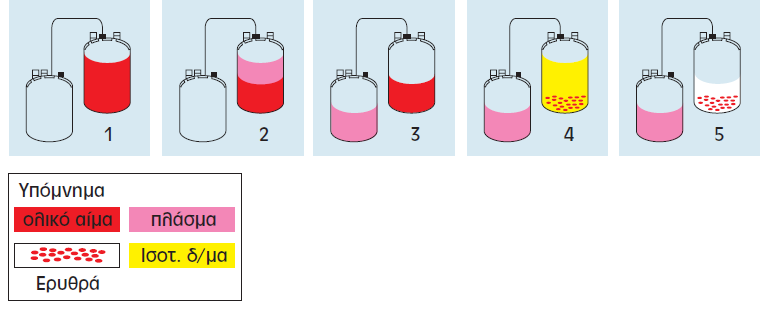 1 2 3 4 5
Υπόμνημα
ολικό αίμα πλάσμα
Ισοτ. δ/μα
Ερυθρά